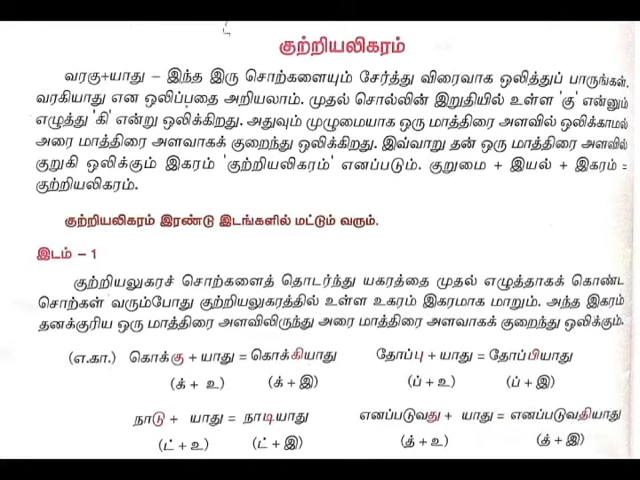 குற்றியலிகரம்
வரகு+யாது – இந்த இரு சொற்களையும் சேர்த்து விரைவாக ஒலித்துப் பாருங்கள்.
வரகியாது என ஒலிப்பதை அறியலாம். முதல் சொல்லின் இறுதியில் உள்ள 'கு' என்னும்
எழுத்து 'கி' என்று ஒலிக்கிறது. அதுவும் முழுமையாக ஒரு மாத்திரை அளவில் ஒலிக்காமல்
அரை மாத்திரை அளவாகக் குறைந்து ஒலிக்கிறது. இவ்வாறு தன் ஒரு மாத்திரை அளவில்
குறுகி ஒலிக்கும் இகரம் 'குற்றியலிகரம்' எனப்படும். குறுமை + இயல் + இகரம் =
குற்றியலிகரம்.
குற்றியலிகரம் இரண்டு இடங்களில் மட்டும் வரும்.
இடம் – 1
குற்றியலுகரச் சொற்களைத் தொடர்ந்து யகரத்தை முதல் எழுத்தாகக் கொண்ட
சொற்கள் வரும்போது குற்றியலுகரத்தில் உள்ள உகரம் இகரமாக மாறும். அந்த இகரம்
தனக்குரிய ஒரு மாத்திரை அளவிலிருந்து அரை மாத்திரை அளவாகக் குறைந்து ஒலிக்கும்.
(எ.கா.) கொக்கு + யாது = கொக்கியாது தோப்பு + யாது = தோப்பியாது
(க் + உ) (க் + இ) (ப் + உ) (ப் + இ)
நாடு + யாது = நாடியாது எனப்படுவது + யாது = எனப்படுவதியாது
(ட் + உ) (ட் + இ) (த் + உ) (த் + இ)